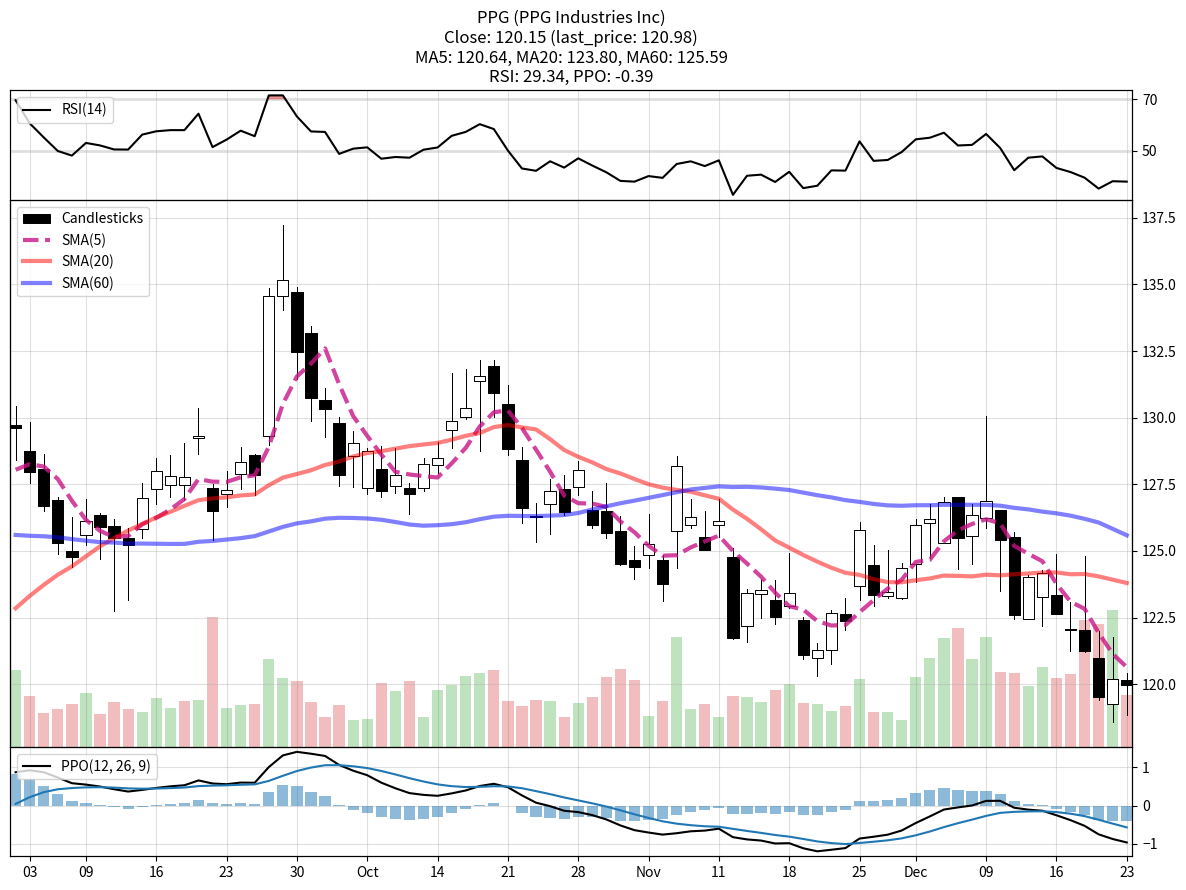 PPG (PPG Industries Inc)
Close: 120.15 (last_price: 120.98)
MA5: 120.64, MA20: 123.80, MA60: 125.59
RSI: 29.34, PPO: -0.39
RSI(14)
70
50
Candlesticks
SMA(5)
SMA(20)
SMA(60)
137.5
135.0
132.5
130.0
127.5
125.0
122.5
120.0
PPO(12, 26, 9)
1
0
−1
03 09 16 23 30 Oct 14 21 28 Nov 11 18 25 Dec 09 16 23